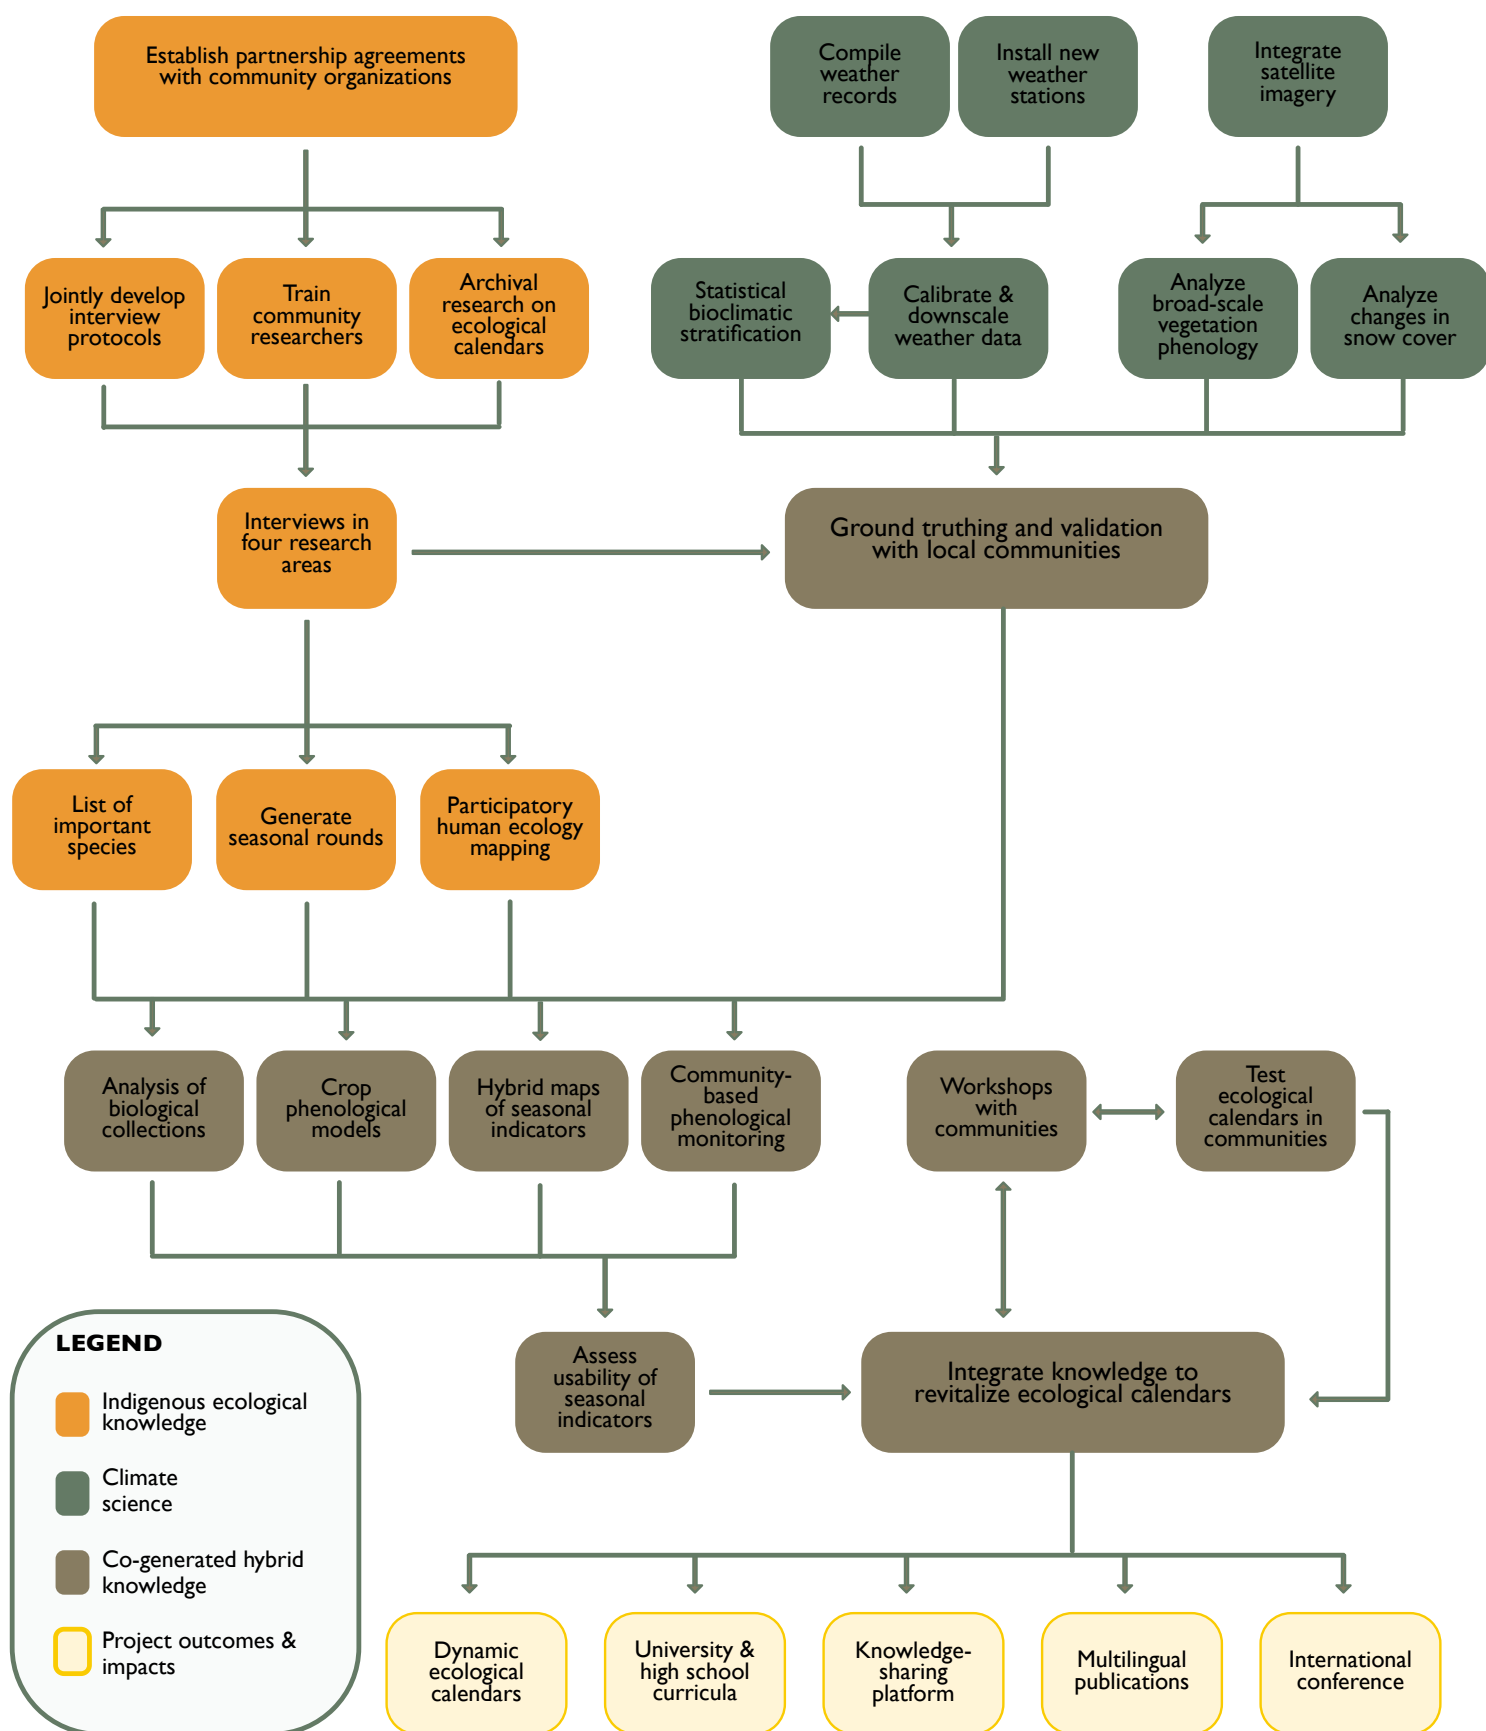 Establish partnership agreements
with community organizations
Compile
weather
records
Install new
weather
stations
Integrate
satellite
imagery
Jointly develop
interview
protocols
Train
community
researchers
Archival
research on
ecological
calendars
Statistical
bioclimatic
stratification
Calibrate &
downscale
weather data
Analyze
broad-scale
vegetation
phenology
Analyze
changes in
snow cover
Interviews in
four research
areas
Ground truthing and validation
with local communities
List of
important
species
Generate
seasonal rounds
Participatory
human ecology
mapping
Analysis of
biological
collections
Crop
phenological
models
Hybrid maps
of seasonal
indicators
Community-
based
phenological
monitoring
Workshops
with
communities
Test
ecological
calendars in
communities
Assess
usability of
seasonal
indicators
Integrate knowledge to
revitalize ecological calendars
LEGEND
Indigenous ecological
knowledge
Climate
science
Co-generated hybrid
knowledge
Project outcomes &
impacts
Dynamic
ecological
calendars
University &
high school
curricula
Knowledge-
sharing
platform
Multilingual
publications
International
conference